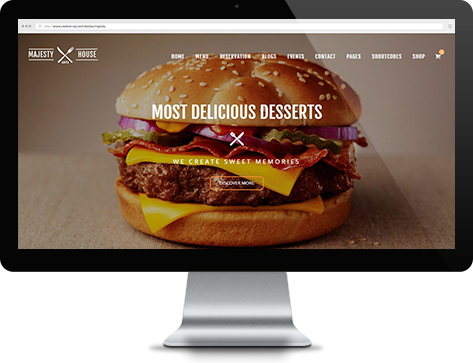 MAJESTY HOUSE
HOME MENU RESERVATION BLOGS EVENTS CONTACT PAGES SHORTCODES SHOP
MOST DELICIOUS DESSERTS
WE CREATE SWEET MEMORIES
DISCOVER MORE